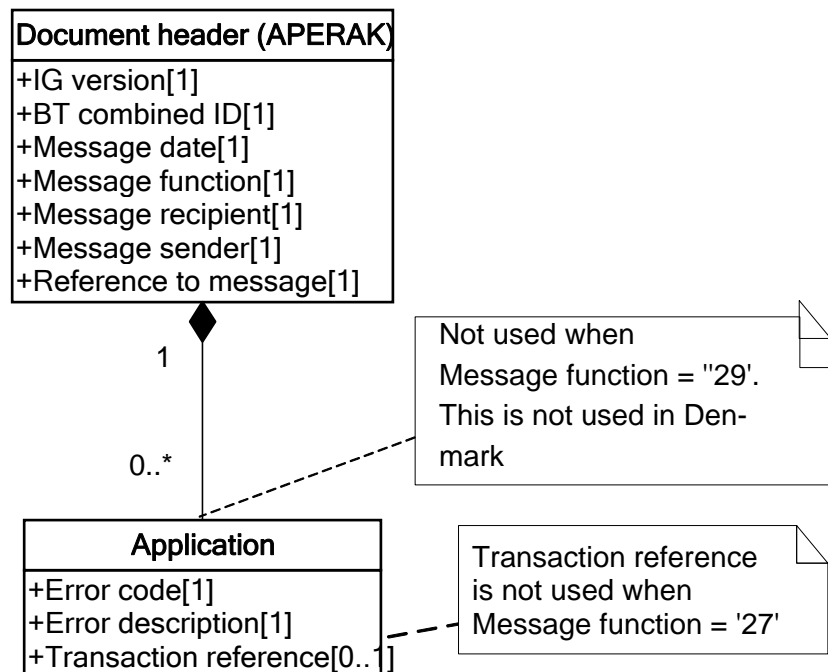 Document header (APERAK)
+IG version[1]
+BT combined ID[1]
+Message date[1]
+Message function[1]
+Message recipient[1]
+Message sender[1]
+Reference to message[1]
1
0..*
Not used when
Message function = "29'.
This is not used in Den-
mark
Application
+Error code[1]
+Error description[1]
+Transaction reference[0..1]
Transaction reference
is not used when
Message function = '27'